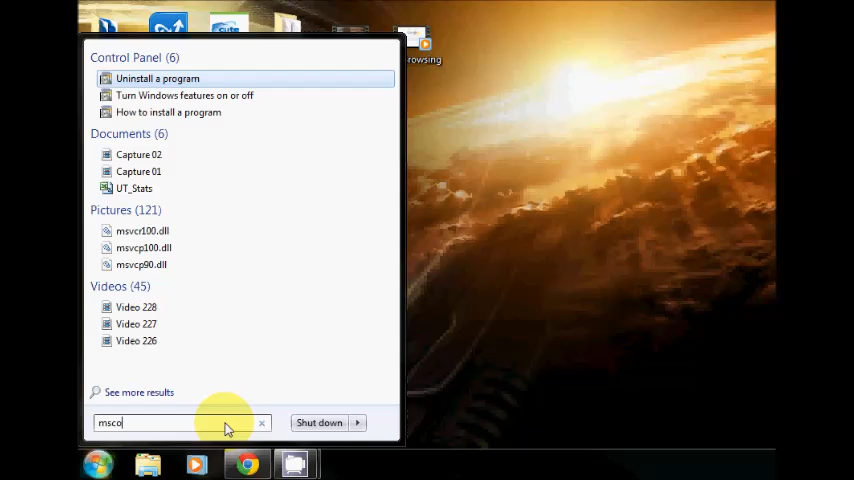 Control Panel (6)
Uninstall a program
Turn Windows features on or off
How to install a program
Documents (6)
Capture 02
Capture 01
UT_Stats
Pictures (121)
msvcr100.dll
msvcp100.dll
msvcp90.dll
Videos (45)
Video 228
Video 227
Video 226
See more results
msco
Shut down
rowsing
cute